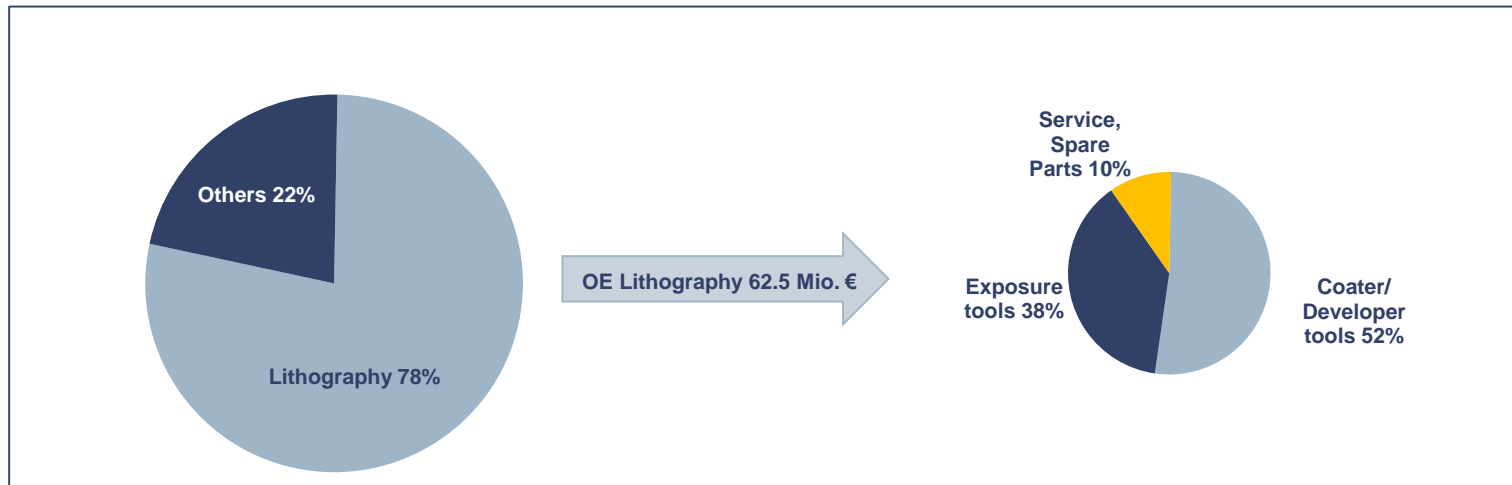 Others 22%
Lithography 78%
OE Lithography 62.5 Mio. €
Service,
Spare
Parts 10%
Exposure
tools 38%
Coater/
Developer
tools 52%